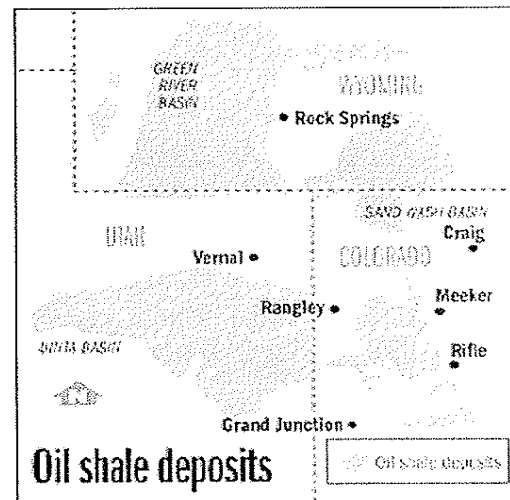 GREEN
RIVER
BASIN
WYOMING
Rock Springs
SAND WASH BASIN
UTAH
Craig
Vernal
COLORADO
Rangley
Meeker
UINTA BASIN
Rifle
N
Grand Junction
Oil shale deposits
Oil shale deposits